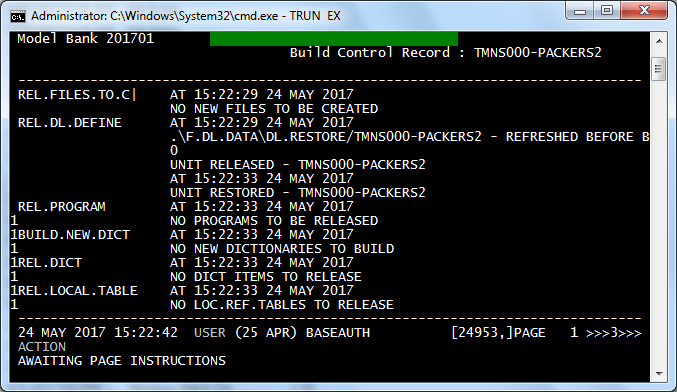 Administrator: C:\Windows\System32\cmd.exe - TRUN EX
Model Bank 201701
Build Control Record : TMNS000-PACKERS2
------------------------------------------------------------------------------
REL.FILES.TO.C| AT 15:22:29 24 MAY 2017
NO NEW FILES TO BE CREATED
REL.DL.DEFINE AT 15:22:29 24 MAY 2017
.\F.DL.DATA\DL.RESTORE/TMNS000-PACKERS2 - REFRESHED BEFORE B
0
UNIT RELEASED - TMNS000-PACKERS2
AT 15:22:33 24 MAY 2017
UNIT RESTORED - TMNS000-PACKERS2
REL.PROGRAM AT 15:22:33 24 MAY 2017
1 NO PROGRAMS TO BE RELEASED
1BUILD.NEW.DICT AT 15:22:33 24 MAY 2017
1 NO NEW DICTIONARIES TO BUILD
1REL.DICT AT 15:22:33 24 MAY 2017
1 NO DICT ITEMS TO RELEASE
1REL.LOCAL.TABLE AT 15:22:33 24 MAY 2017
1 NO LOC.REF.TABLES TO RELEASE
------------------------------------------------------------------------------
24 MAY 2017 15:22:42 USER (25 APR) BASEAUTH [24953,]PAGE 1 >>>3>>>
ACTION
AWAITING PAGE INSTRUCTIONS